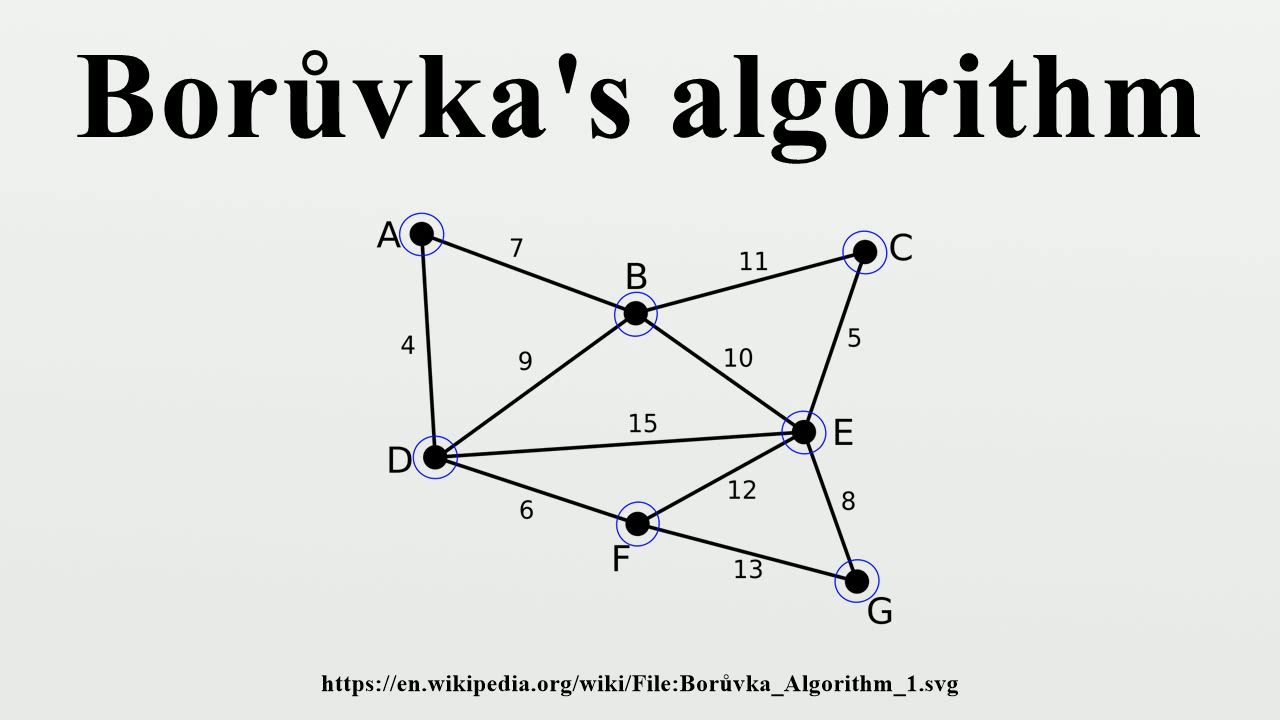 Borůvka's algorithm
A
7
B
11
C
4
9
10
5
15
D
E
6
12
8
F
13
G
https://en.wikipedia.org/wiki/File:Borůvka_Algorithm_1.svg